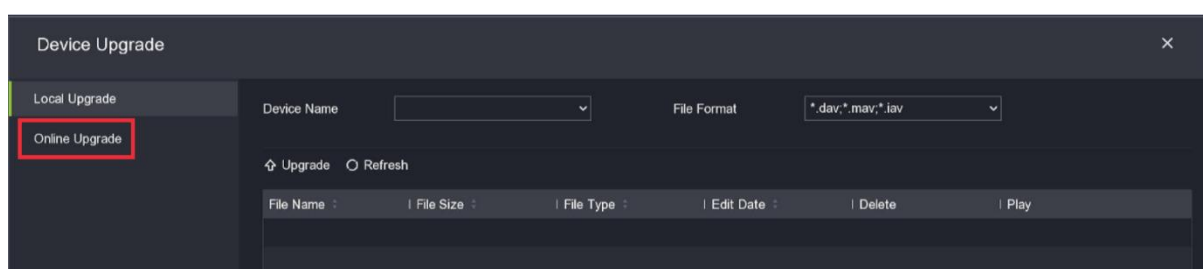 Device Upgrade
Local Upgrade
Online Upgrade
Device Name
File Format
*.dav;*.mav;*.iav
Upgrade
Refresh
File Name | File Size | File Type | Edit Date | Delete | Play